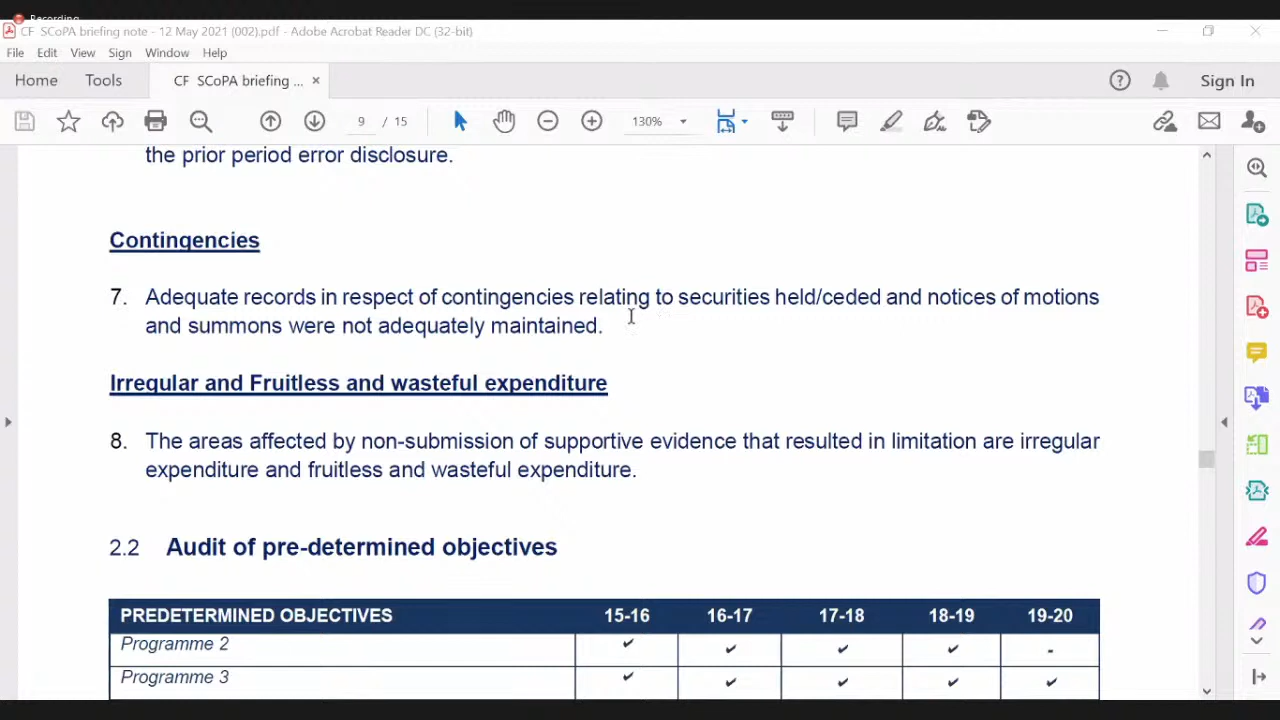 Recording
CF SCoPA briefing note - 12 May 2021 (002).pdf - Adobe Acrobat Reader DC (32-bit)
File Edit View Sign Window Help
Home Tools CF SCoPA briefing ... × Sign In
9 / 15 130%
the prior period error disclosure.
Contingencies
7. Adequate records in respect of contingencies relating to securities held/ceded and notices of motions
and summons were not adequately maintained.
Irregular and Fruitless and wasteful expenditure
8. The areas affected by non-submission of supportive evidence that resulted in limitation are irregular
expenditure and fruitless and wasteful expenditure.
2.2 Audit of pre-determined objectives
PREDETERMINED OBJECTIVES 15-16 16-17 17-18 18-19 19-20
Programme 2 ✓ ✓ ✓ ✓ -
Programme 3 ✓ ✓ ✓ ✓ ✓